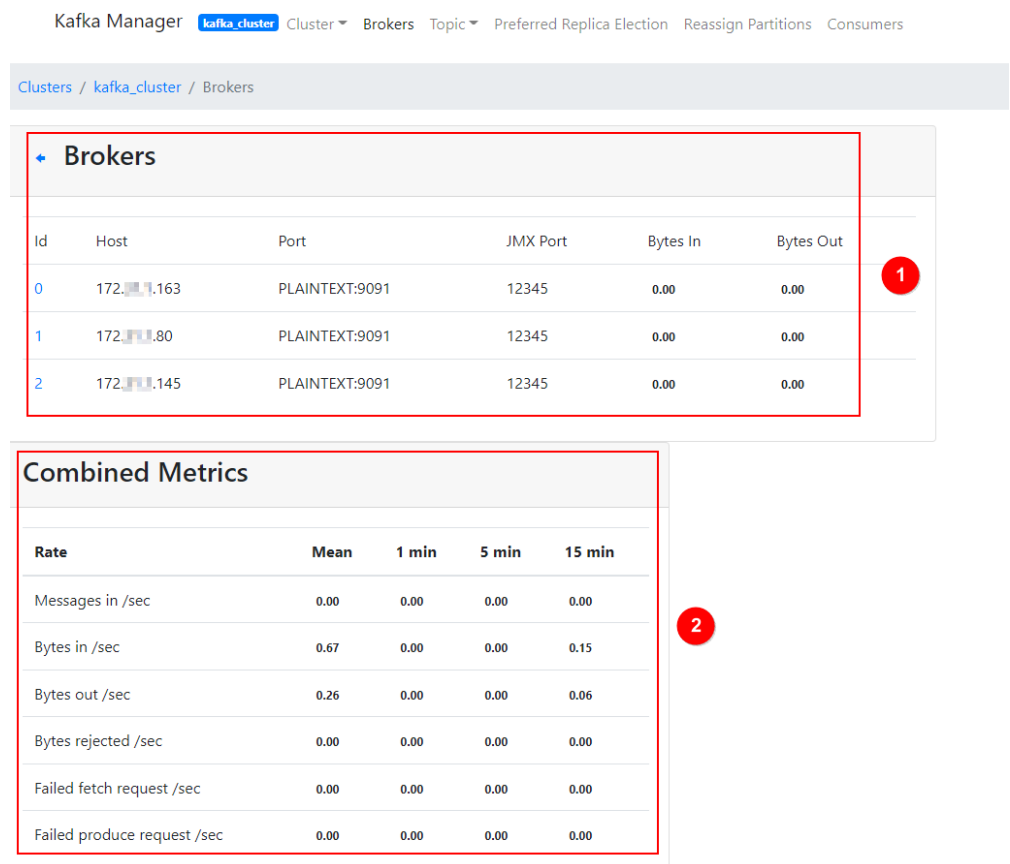 Kafka Manager kafka_cluster Cluster Brokers Topic Preferred Replica Election Reassign Partitions Consumers
Clusters / kafka_cluster / Brokers
Brokers
Id Host Port JMX Port Bytes In Bytes Out
0 172. .163 PLAINTEXT:9091 12345 0.00 0.00
1
1 172. .80 PLAINTEXT:9091 12345 0.00 0.00
2 172. .145 PLAINTEXT:9091 12345 0.00 0.00
Combined Metrics
Rate Mean 1 min 5 min 15 min
Messages in /sec 0.00 0.00 0.00 0.00
2
Bytes in /sec 0.67 0.00 0.00 0.15
Bytes out /sec 0.26 0.00 0.00 0.06
Bytes rejected /sec 0.00 0.00 0.00 0.00
Failed fetch request /sec 0.00 0.00 0.00 0.00
Failed produce request /sec 0.00 0.00 0.00 0.00